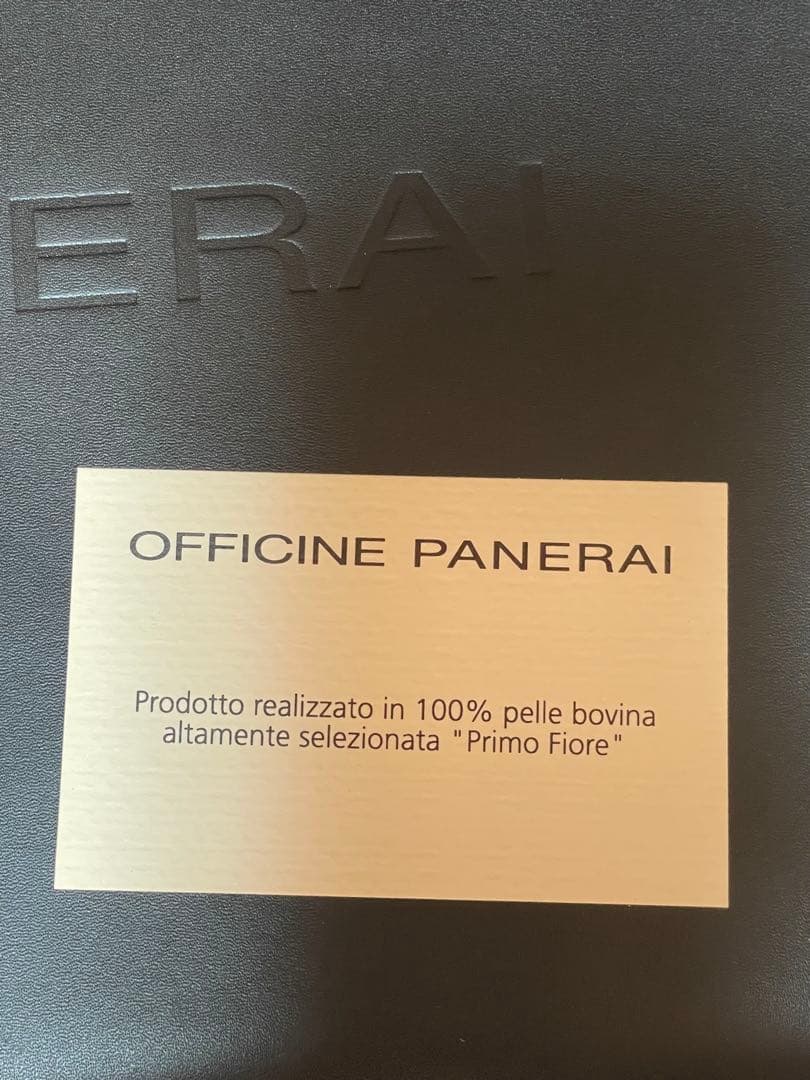 ERAI
OFFICINE PANERAI
Prodotto realizzato in 100% pelle bovina
altamente selezionata "Primo Fiore"